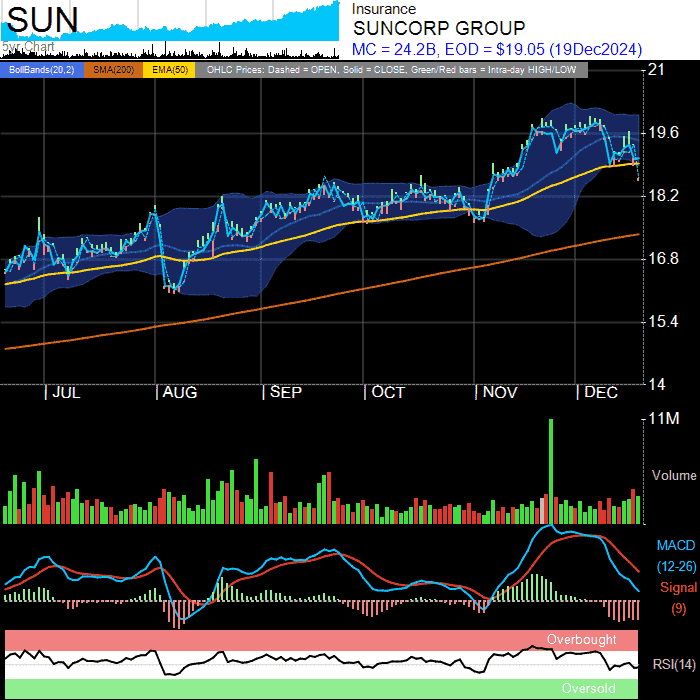 SUN
Insurance
SUNCORP GROUP
MC = 24.2B, EOD = $19.05 (19Dec2024)
5yr Chart
BollBands(20,2) SMA(200) EMA(50) OHLC Prices: Dashed = OPEN, Solid = CLOSE, Green/Red bars = Intra-day HIGH/LOW
21
19.6
18.2
16.8
15.4
14
| JUL | AUG | SEP | OCT | NOV | DEC
11M
Volume
MACD
(12-26)
Signal
(9)
Overbought
RSI(14)
Oversold